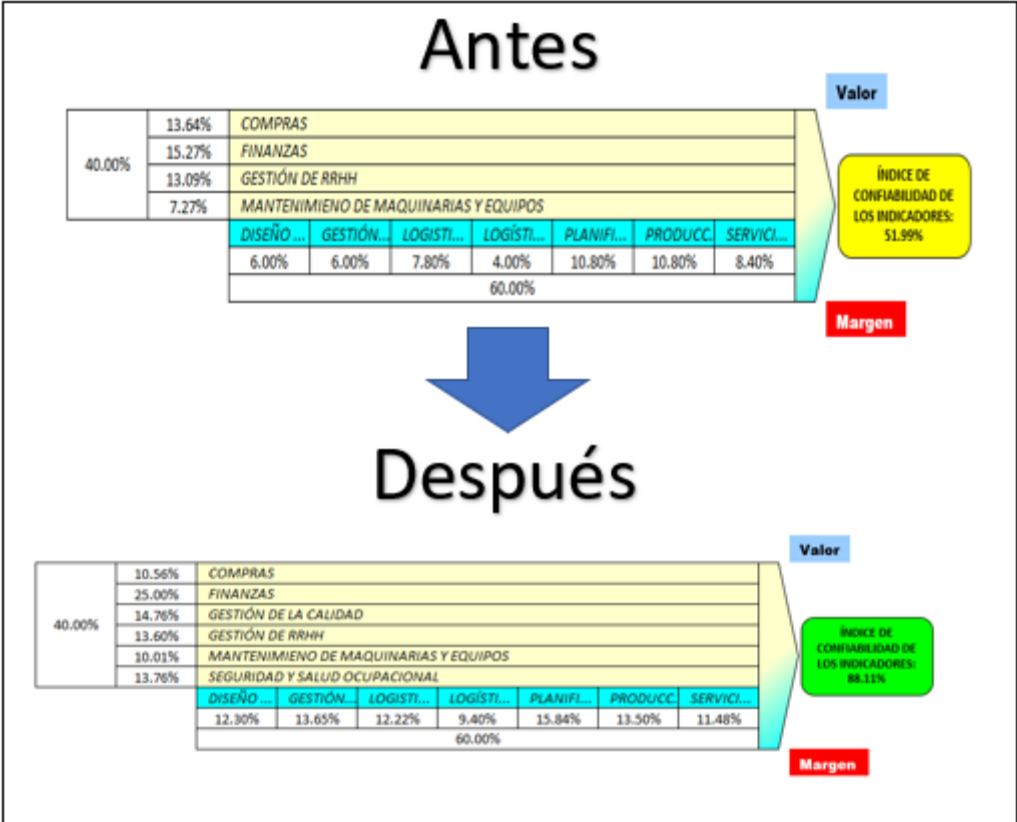 Antes
Valor
40.00%
13.64% COMPRAS
15.27% FINANZAS
13.09% GESTIÓN DE RRHH
7.27% MANTENIMIENO DE MAQUINARIAS Y EQUIPOS
DISEÑO ... GESTIÓN... LOGISTI... LOGÍSTI... PLANIFI... PRODUCC. SERVICI...
6.00% 6.00% 7.80% 4.00% 10.80% 10.80% 8.40%
60.00%
ÍNDICE DE
CONFIABILIDAD DE
LOS INDICADORES:
51.99%
Margen
Después
Valor
40.00%
10.56% COMPRAS
25.00% FINANZAS
14.76% GESTIÓN DE LA CALIDAD
13.60% GESTIÓN DE RRHH
10.01% MANTENIMIENO DE MAQUINARIAS Y EQUIPOS
13.76% SEGURIDAD Y SALUD OCUPACIONAL
DISEÑO ... GESTIÓN... LOGISTI... LOGÍSTI... PLANIFI... PRODUCC. SERVICI...
12.30% 13.65% 12.22% 9.40% 15.84% 13.50% 11.48%
60.00%
ÍNDICE DE
CONFIABILIDAD DE
LOS INDICADORES:
88.11%
Margen